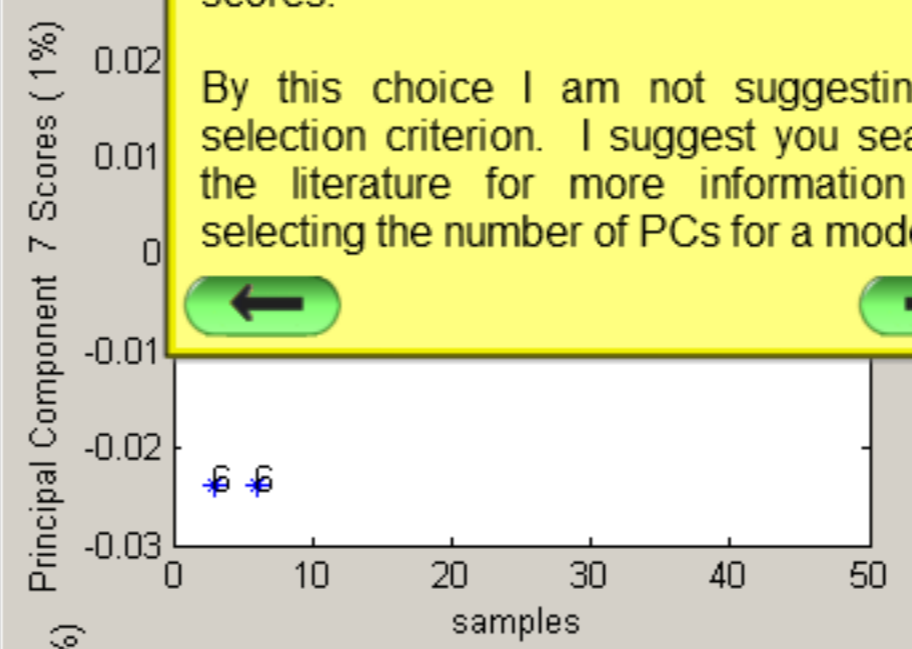 scores.
By this choice I am not
selection criterion. I suggest you
the literature for more information
selecting the number of PCs for a
Principal Component 7 Scores ( 1%)
0.02
0.01
0
-0.01
-0.02
-0.03
6 6
0 10 20 30 40 50
samples
%)